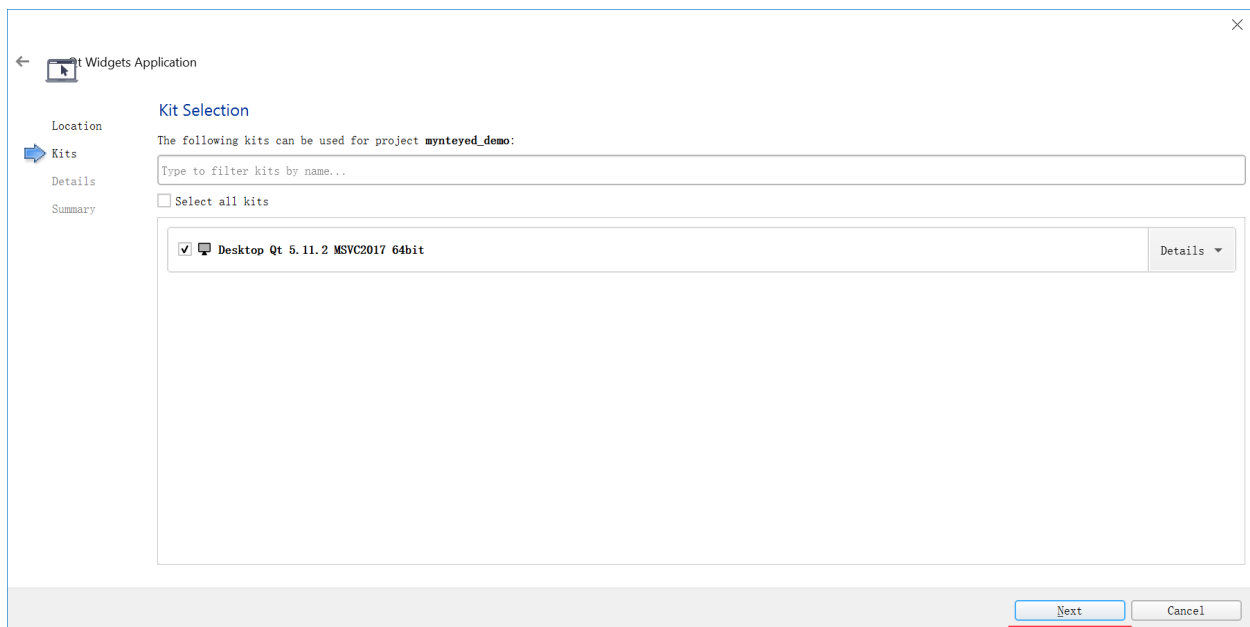 Qt Widgets Application
Location
Kits
Details
Summary
Kit Selection
The following kits can be used for project mynteyed_demo:
Type to filter kits by name...
Select all kits
Desktop Qt 5.11.2 MSVC2017 64bit
Details
Next
Cancel